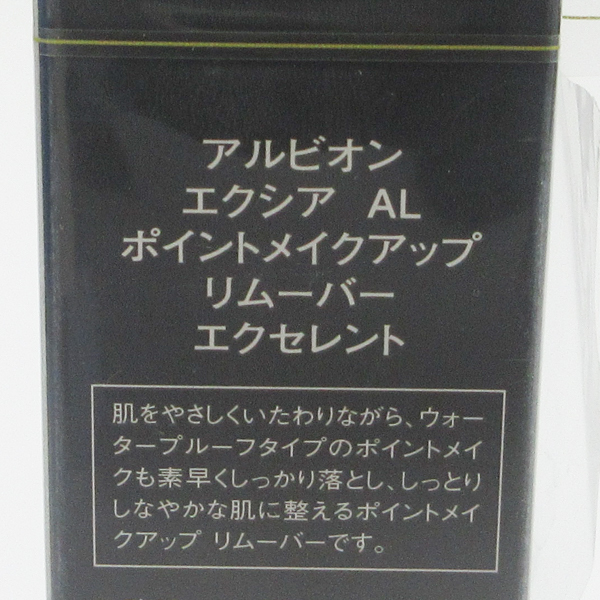 アルビオン
エクシア　AL
ポイントメイクアップ
リムーバー
エクセレント
肌をやさしくいたわりながら、ウォー
タープルーフタイプのポイントメイ
クも素早くしっかり落とし、しっとり
しなやかな肌に整えるポイントメイ
クアップ リムーバーです。